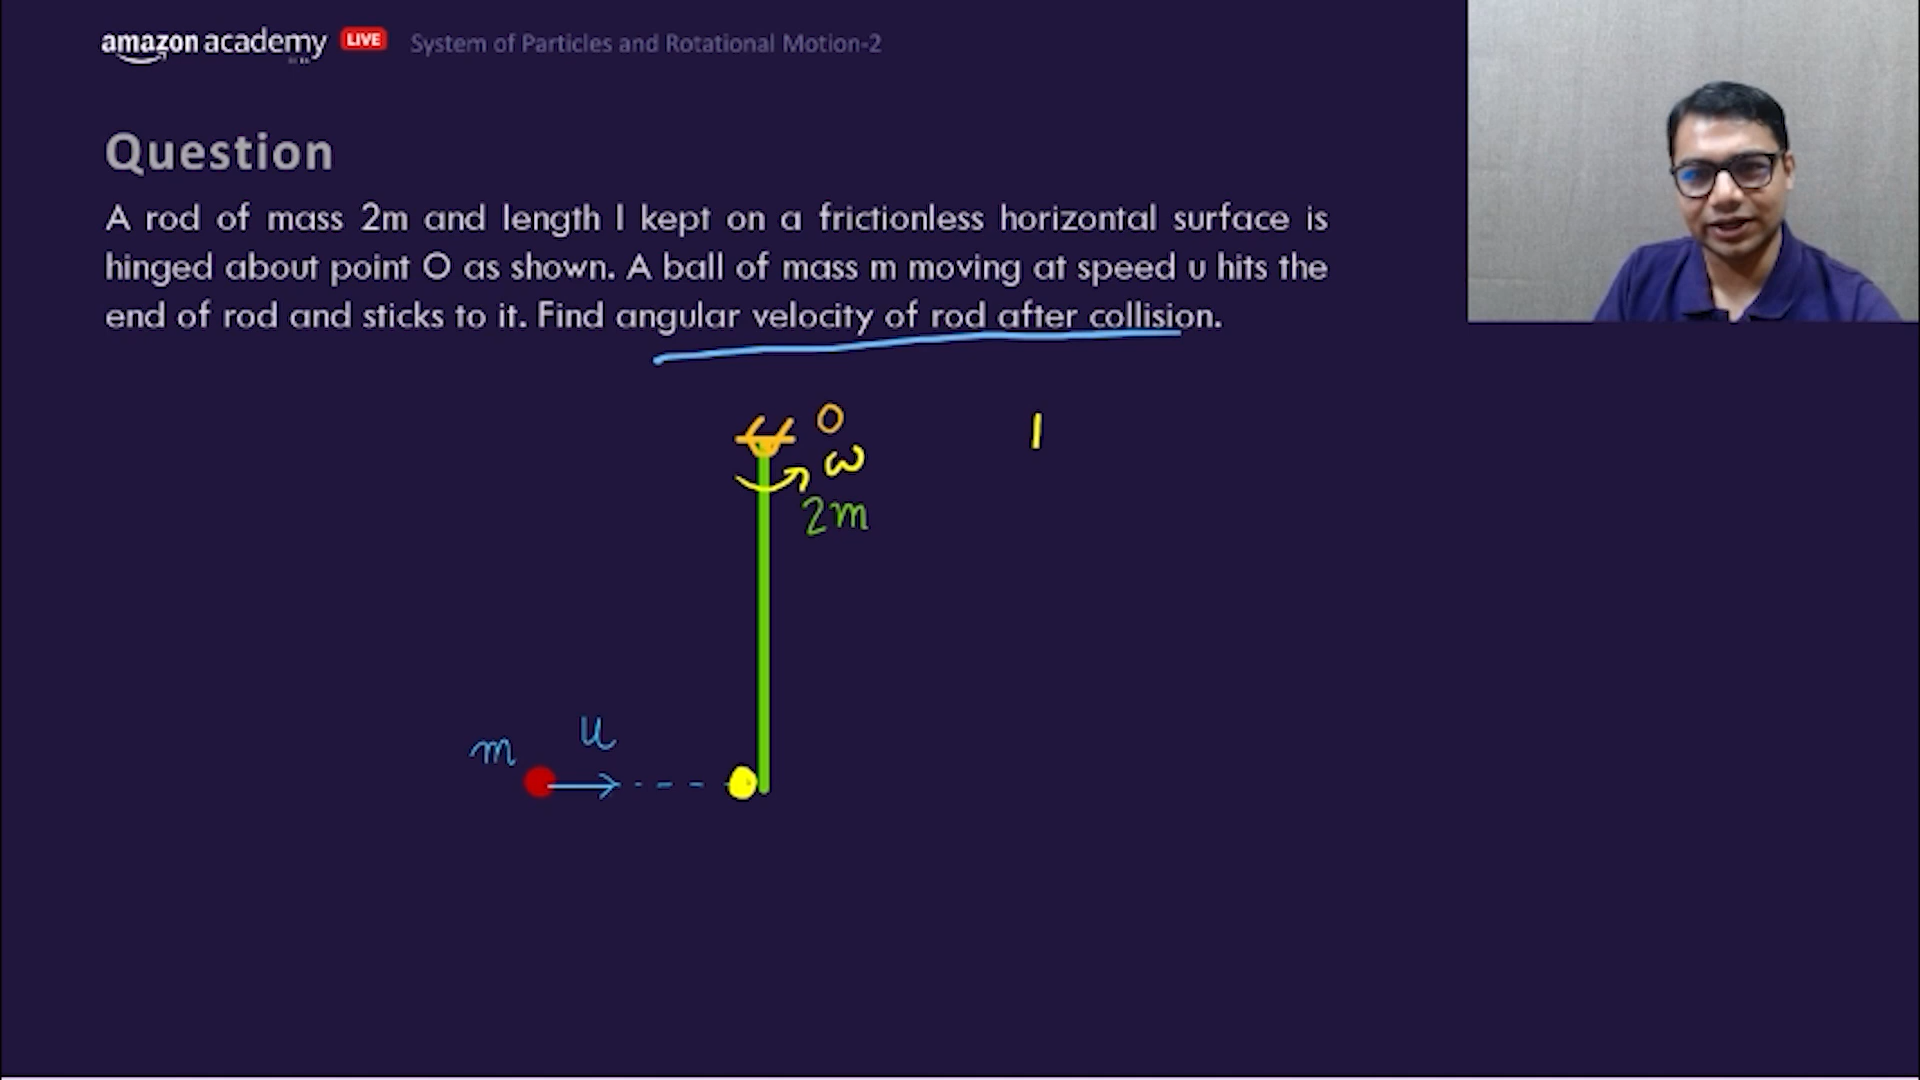 amazon academy LIVE System of Particles and Rotational Motion-2
Question
A rod of mass 2m and length l kept on a frictionless horizontal surface is
hinged about point O as shown. A ball of mass m moving at speed u hits the
end of rod and sticks to it. Find angular velocity of rod after collision.
O
ω
2m
u
m